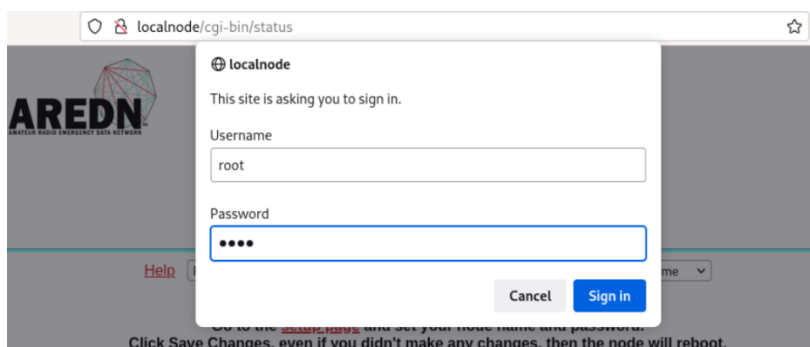 localnode/cgi-bin/status
localnode
This site is asking you to sign in.
AREDN
AMATEUR RADIO EMERGENCY DATA NETWORK
Username
root
Password
••••
Help
me
Cancel
Sign in
Go to the setup page and set your node name and password.
Click Save Changes, even if you didn't make any changes, then the node will reboot.